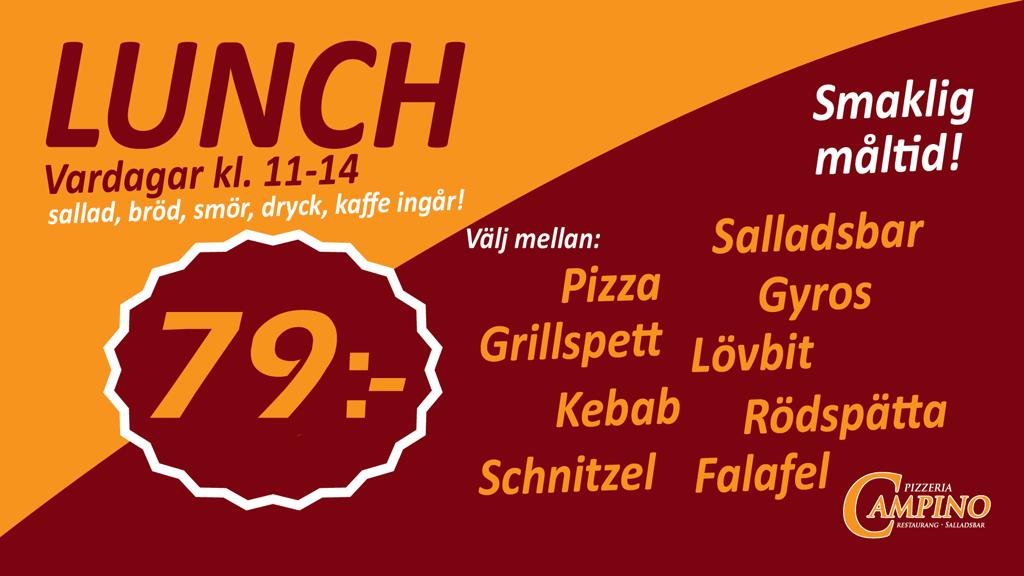 LUNCH
Vardagar kl. 11-14
sallad, bröd, smör, dryck, kaffe ingår!
79:-
Smaklig
måltid!
Välj mellan:
Salladsbar
Pizza
Gyros
Grillspett
Lövbit
Kebab
Rödspätta
Schnitzel
Falafel
PIZZERIA
CAMPINO
RESTAURANG · SALLADSBAR